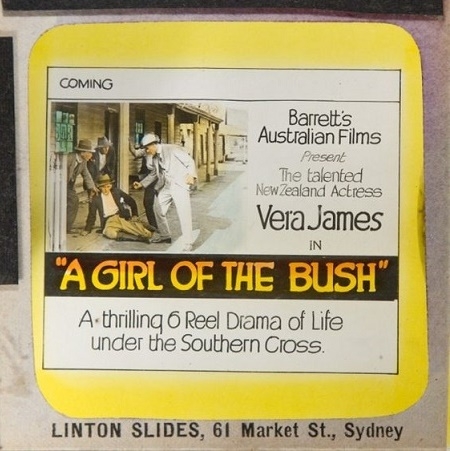 COMING
Barrett's
Australian Films
Present
The talented
New Zealand Actress
Vera James
IN
"A GIRL OF THE BUSH"
A thrilling 6 Reel Drama of Life
under the Southern Cross.
LINTON SLIDES, 61 Market St., Sydney